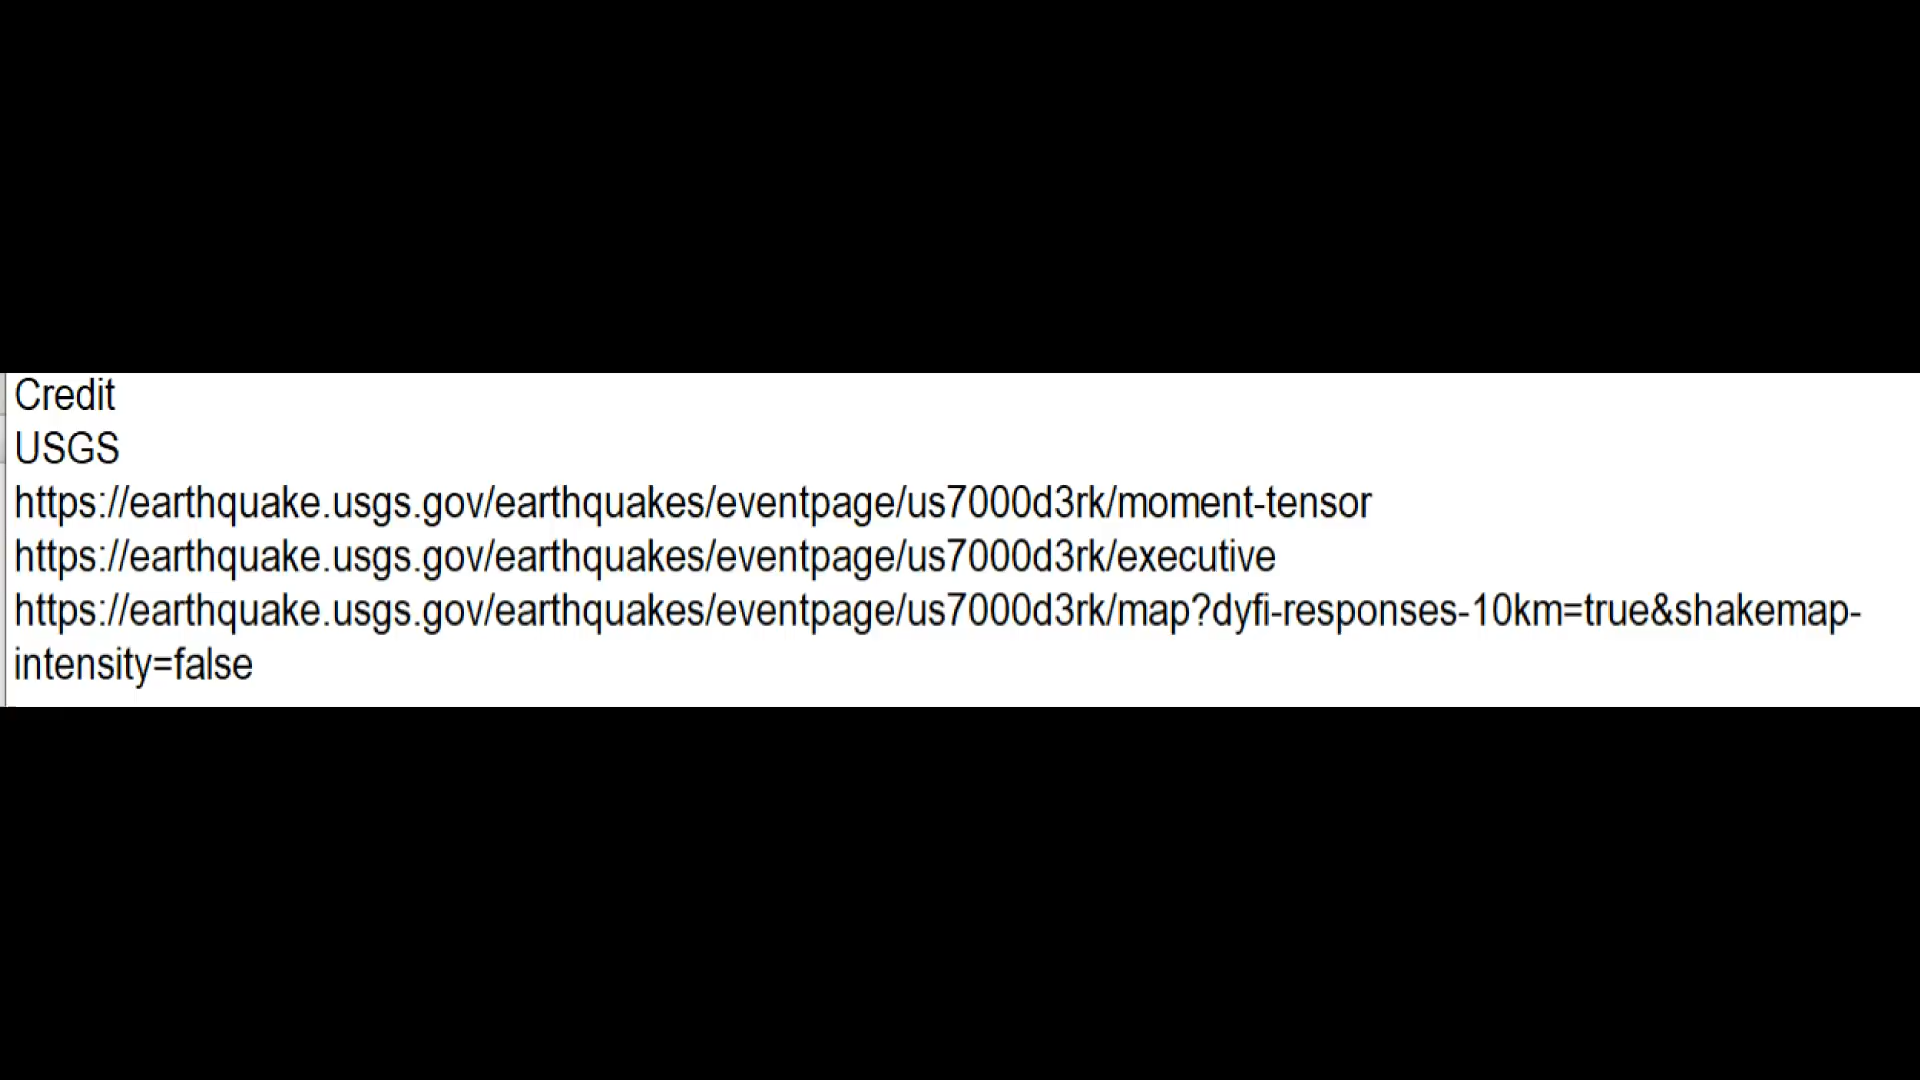 Credit
USGS
https://earthquake.usgs.gov/earthquakes/eventpage/us7000d3rk/moment-tensor
https://earthquake.usgs.gov/earthquakes/eventpage/us7000d3rk/executive
https://earthquake.usgs.gov/earthquakes/eventpage/us7000d3rk/map?dyfi-responses-10km=true&shakemap-
intensity=false